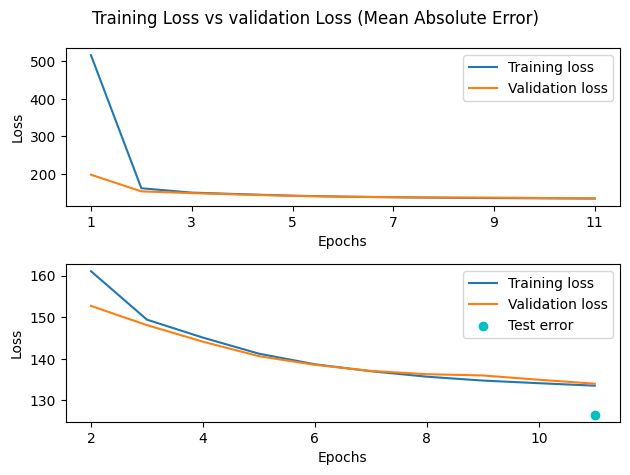 Training Loss vs validation Loss (Mean Absolute Error)
500
400
300
200
Loss
Training loss
Validation loss
1 3 5 7 9 11
Epochs
160
150
140
130
Loss
Training loss
Validation loss
Test error
2 4 6 8 10
Epochs